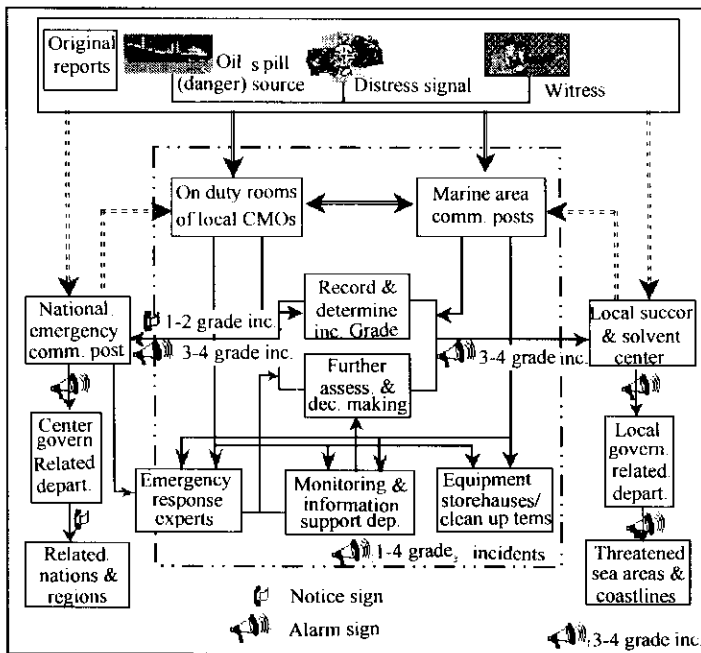 Original
reports
Oil spill
(danger) source
Distress signal
Witress
On duty rooms
of local CMOs
Marine area
comm. posts
National
emergency
comm. post
1-2 grade inc.
3-4 grade inc.
Record &
determine
inc. Grade
Further
assess. &
dec. making
3-4 grade inc.
Local succor
& solvent
center
Center
govern
Related
depart.
Local
govern.
related
depart.
Emergency
response
experts
Monitoring &
information
support dep.
Equipment
storehauses/
clean up tems
1-4 grade, incidents
Related
nations &
regions
Threatened
sea areas &
coastlines
Notice sign
Alarm sign
3-4 grade inc.